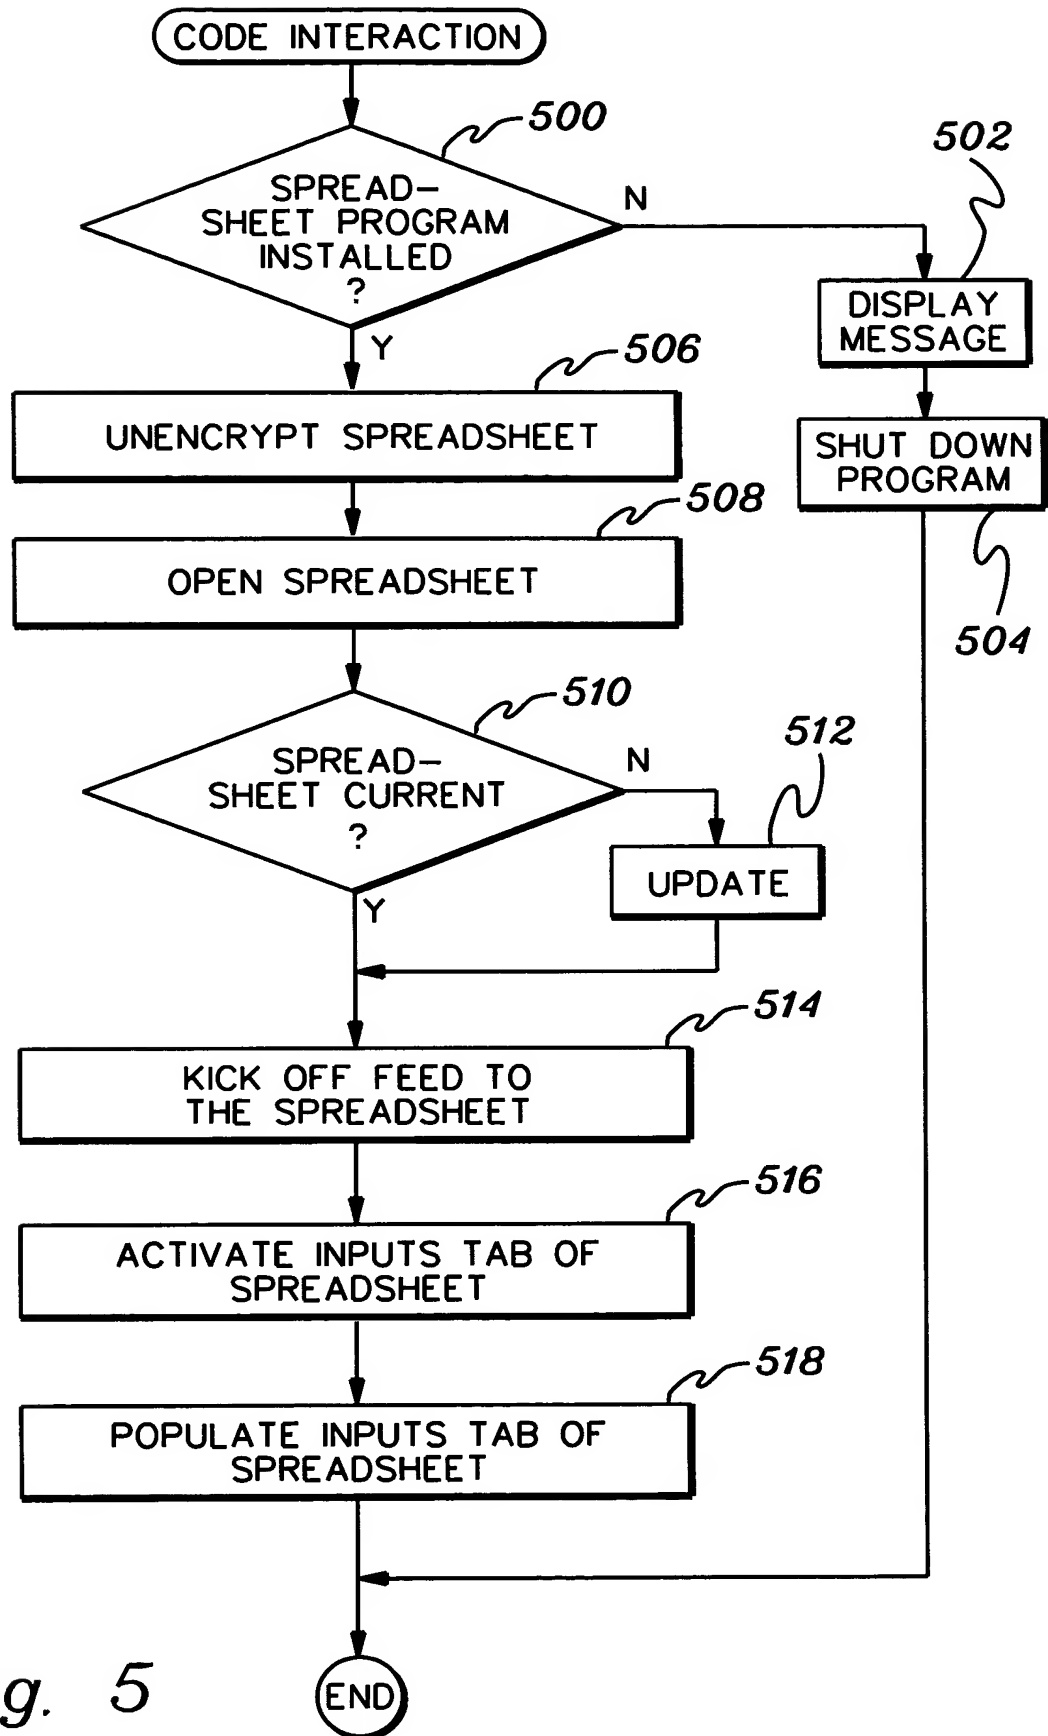 CODE INTERACTION
500
SPREAD-
SHEET PROGRAM
INSTALLED
?
N
Y
502
DISPLAY
MESSAGE
SHUT DOWN
PROGRAM
504
506
UNENCRYPT SPREADSHEET
508
OPEN SPREADSHEET
510
SPREAD-
SHEET CURRENT
?
N
Y
512
UPDATE
514
KICK OFF FEED TO
THE SPREADSHEET
516
ACTIVATE INPUTS TAB OF
SPREADSHEET
518
POPULATE INPUTS TAB OF
SPREADSHEET
END
g. 5